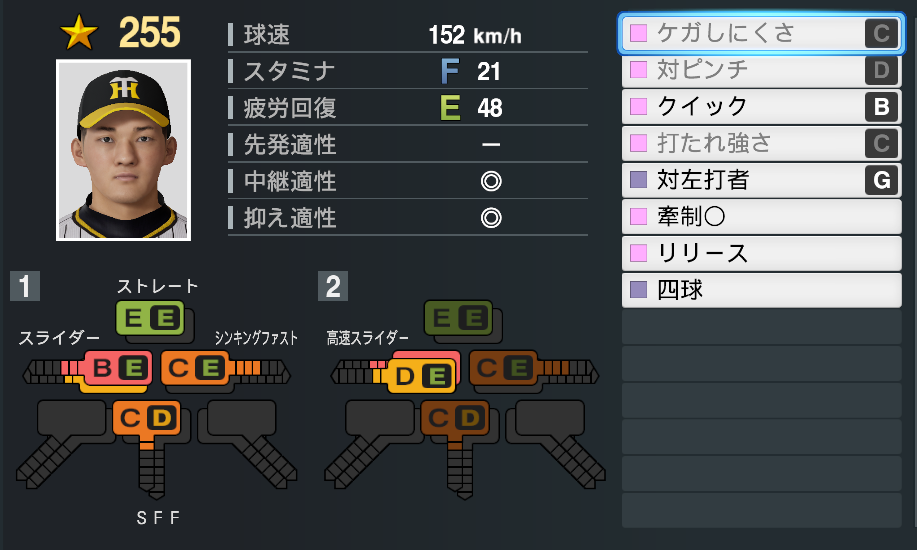 255
球速 152 km/h
スタミナ F 21
疲労回復 E 48
先発適性 ー
中継適性 ◎
抑え適性 ◎
ケガしにくさ C
対ピンチ D
クイック B
打たれ強さ C
対左打者 G
牽制○
リリース
四球
1
ストレート
E E
スライダー
シンキングファスト
B E
C E
C D
SFF
2
E E
高速スライダー
D E
C E
C D